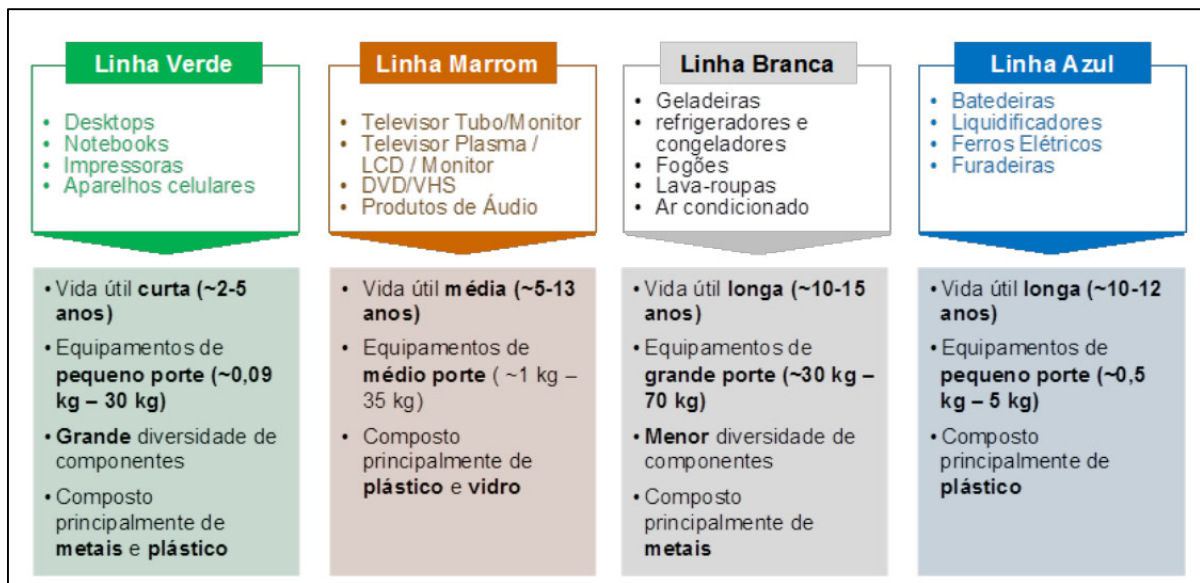 Linha Verde
• Desktops
• Notebooks
• Impressoras
• Aparelhos celulares
• Vida útil curta (~2-5
anos)
• Equipamentos de
pequeno porte (~0,09
kg – 30 kg)
• Grande diversidade de
componentes
• Composto
principalmente de
metais e plástico
Linha Marrom
• Televisor Tubo/Monitor
• Televisor Plasma /
LCD / Monitor
• DVD/VHS
• Produtos de Áudio
• Vida útil média (~5-13
anos)
• Equipamentos de
médio porte ( ~1 kg –
35 kg)
• Composto
principalmente de
plástico e vidro
Linha Branca
• Geladeiras
• refrigeradores e
congeladores
• Fogões
• Lava-roupas
• Ar condicionado
• Vida útil longa (~10-15
anos)
• Equipamentos de
grande porte (~30 kg –
70 kg)
• Menor diversidade de
componentes
• Composto
principalmente de
metais
Linha Azul
• Batedeiras
• Liquidificadores
• Ferros Elétricos
• Furadeiras
• Vida útil longa (~10-12
anos)
• Equipamentos de
pequeno porte (~0,5
kg – 5 kg)
• Composto
principalmente de
plástico